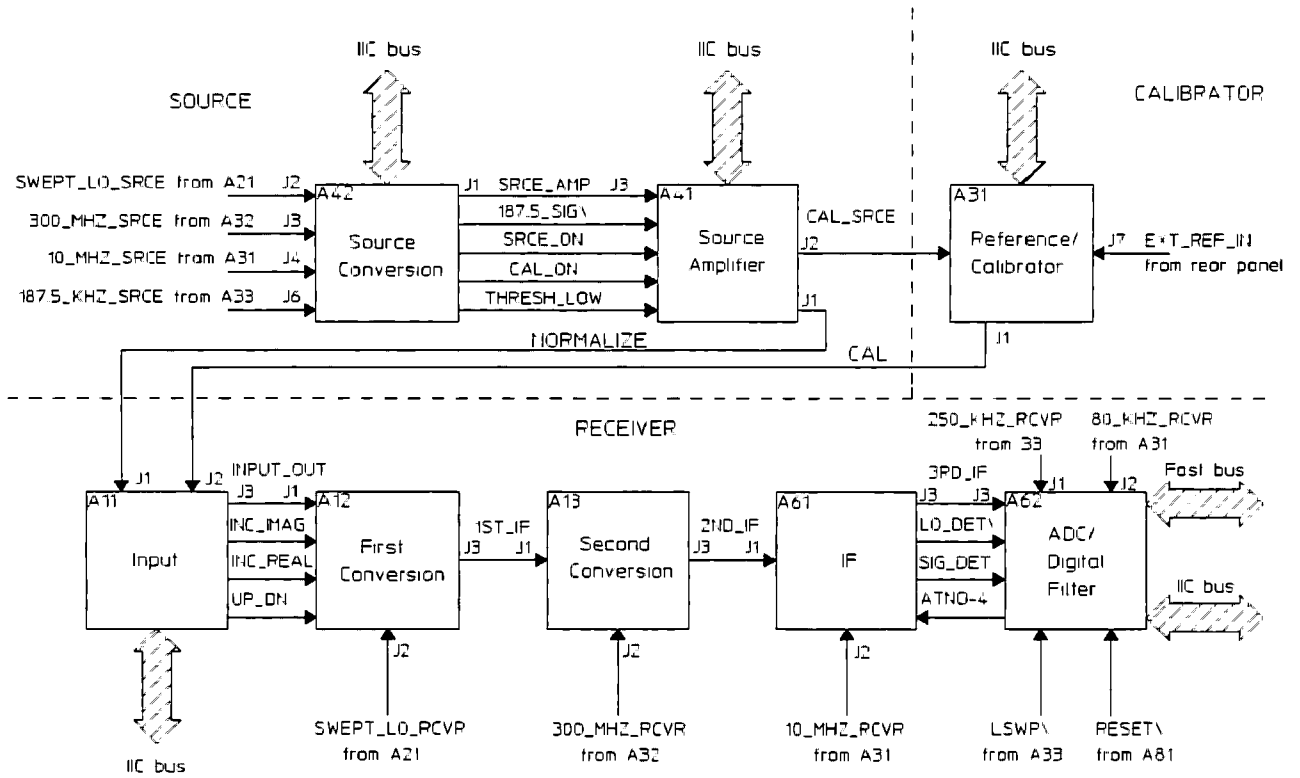 IIC bus
IIC bus
IIC bus
SOURCE
CALIBRATOR
SWEPT_LO_SRCE from A21 J2
300_MHZ_SRCE from A32 J3
10_MHZ_SRCE from A31 J4
187.5_KHZ_SRCE from A33 J6
A42
Source
Conversion
J1 SRCE_AMP J3
187.5_SIG\
SRCE_ON
CAL_ON
THRESH_LOW
A41
Source
Amplifier
CAL_SRCE
J2
J1
A31
Reference/
Calibrator
J7 EXT_REF_IN
from rear panel
J1
NORMALIZE
CAL
RECEIVER
J1
J2
A11
Input
INPUT_OUT
J3 J1
INC_IMAG
INC_REAL
UP_DN
A12
First
Conversion
1ST_IF
J3 J1
A13
Second
Conversion
2ND_IF
J3 J1
A61
IF
3RD_IF
J3 J3
LO_DET\
SIG_DET
ATN0-4
250_KHZ_RCVR
from 33
J1
80_KHZ_RCVR
from A31
J2
A62
ADC/
Digital
Filter
Fast bus
IIC bus
J2
J2
J2
IIC bus
SWEPT_LO_RCVR
from A21
300_MHZ_RCVR
from A32
10_MHZ_RCVR
from A31
LSWP\
from A33
RESET\
from A81